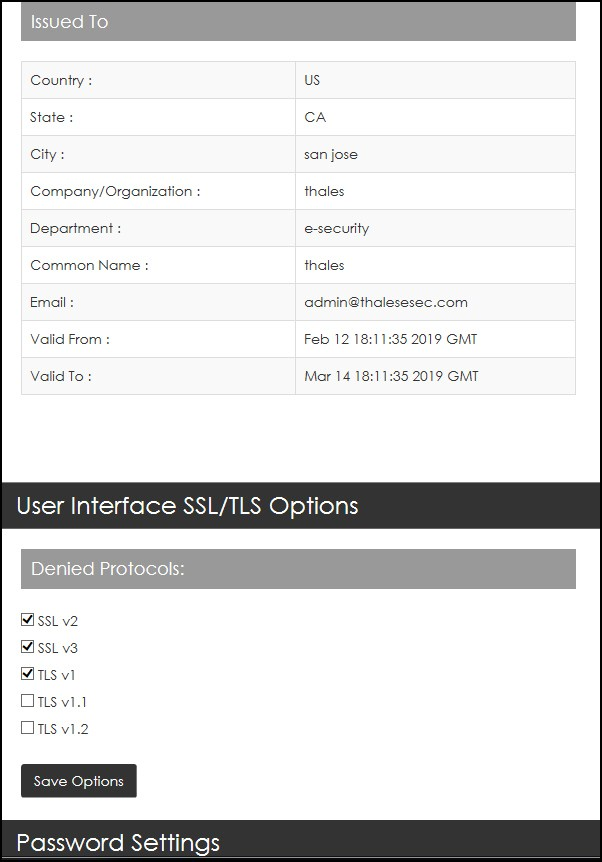 Issued To
Country : US
State : CA
City : san jose
Company/Organization : thales
Department : e-security
Common Name : thales
Email : admin@thalesesec.com
Valid From : Feb 12 18:11:35 2019 GMT
Valid To : Mar 14 18:11:35 2019 GMT
User Interface SSL/TLS Options
Denied Protocols:
SSL v2
SSL v3
TLS v1
TLS v1.1
TLS v1.2
Save Options
Password Settings